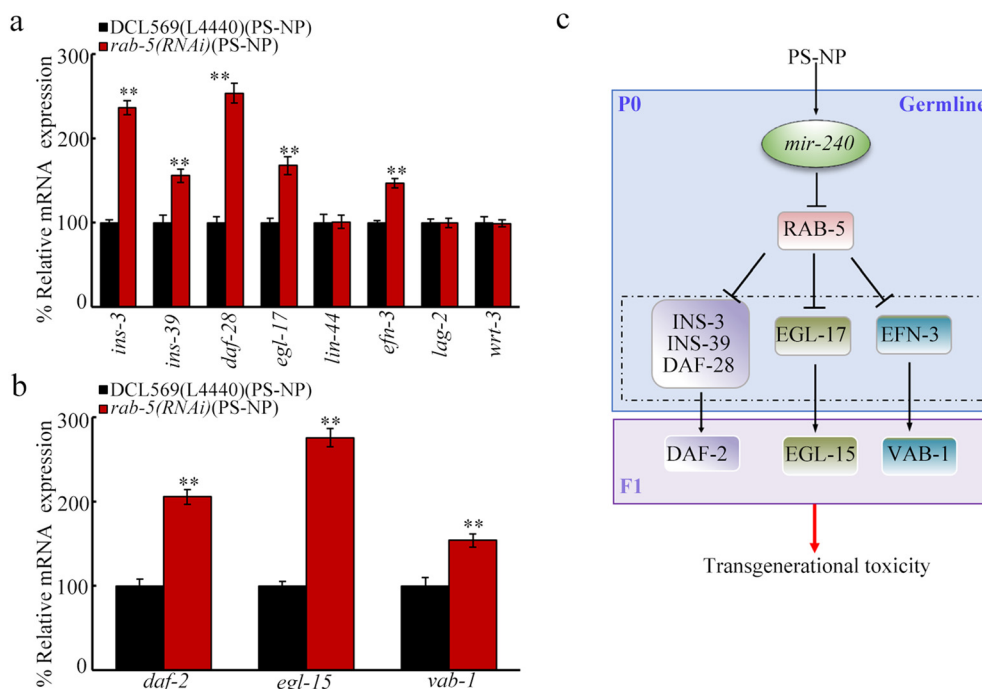 a
DCL569(L4440)(PS-NP)
rab-5(RNAi)(PS-NP)
% Relative mRNA expression
300
200
100
0
**
**
**
**
**
ins-3
ins-39
daf-28
egl-17
lin-44
efn-3
lag-2
wrt-3
b
DCL569(L4440)(PS-NP)
rab-5(RNAi)(PS-NP)
% Relative mRNA expression
300
200
100
0
**
**
**
daf-2
egl-15
vab-1
c
PS-NP
P0
Germline
mir-240
RAB-5
INS-3
INS-39
DAF-28
EGL-17
EFN-3
DAF-2
EGL-15
VAB-1
F1
Transgenerational toxicity